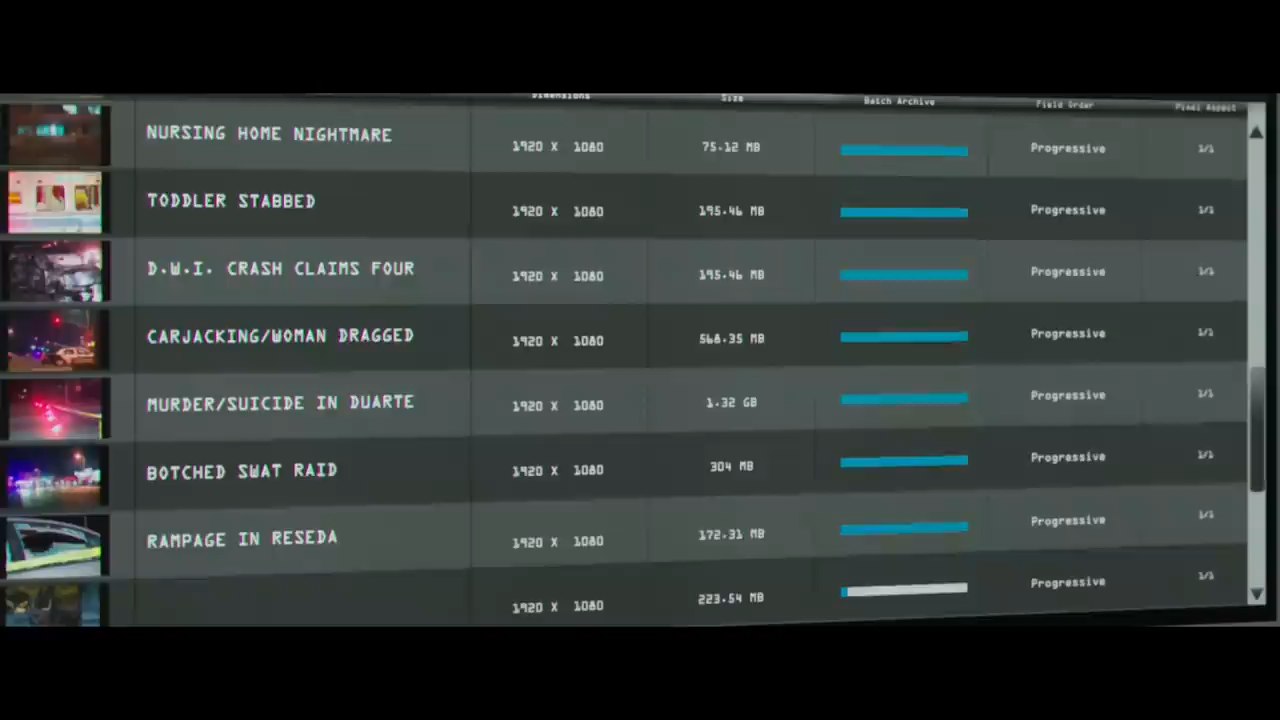 Dimensions Size Batch Archive Field Order Pixel Aspect
NURSING HOME NIGHTMARE 1920 X 1080 75.12 MB Progressive 1/1
TODDLER STABBED 1920 X 1080 195.46 MB Progressive 1/1
D.W.I. CRASH CLAIMS FOUR 1920 X 1080 195.46 MB Progressive 1/1
CARJACKING/WOMAN DRAGGED 1920 X 1080 568.35 MB Progressive 1/1
MURDER/SUICIDE IN DUARTE 1920 X 1080 1.32 GB Progressive 1/1
BOTCHED SWAT RAID 1920 X 1080 304 MB Progressive 1/1
RAMPAGE IN RESEDA 1920 X 1080 172.31 MB Progressive 1/1
1920 X 1080 223.54 MB Progressive 1/1